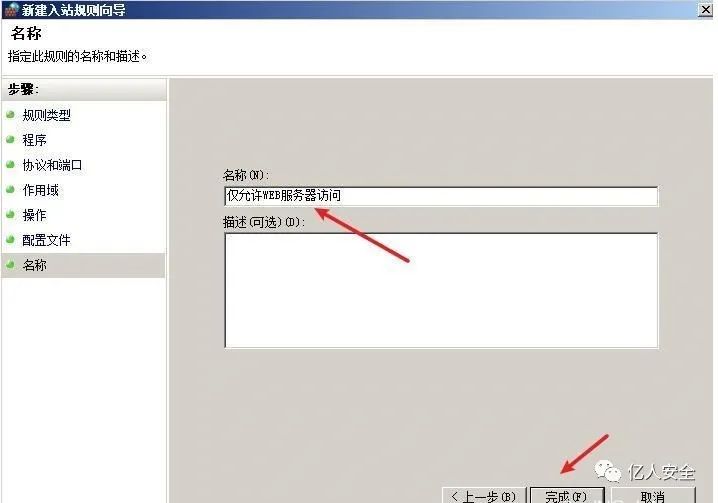 新建入站规则向导
名称
指定此规则的名称和描述。
步骤:
规则类型
程序
协议和端口
作用域
操作
配置文件
名称
名称(N):
仅允许WEB服务器访问
描述(可选)(D):
亿人安全
< 上一步(B)
完成(F)
取消